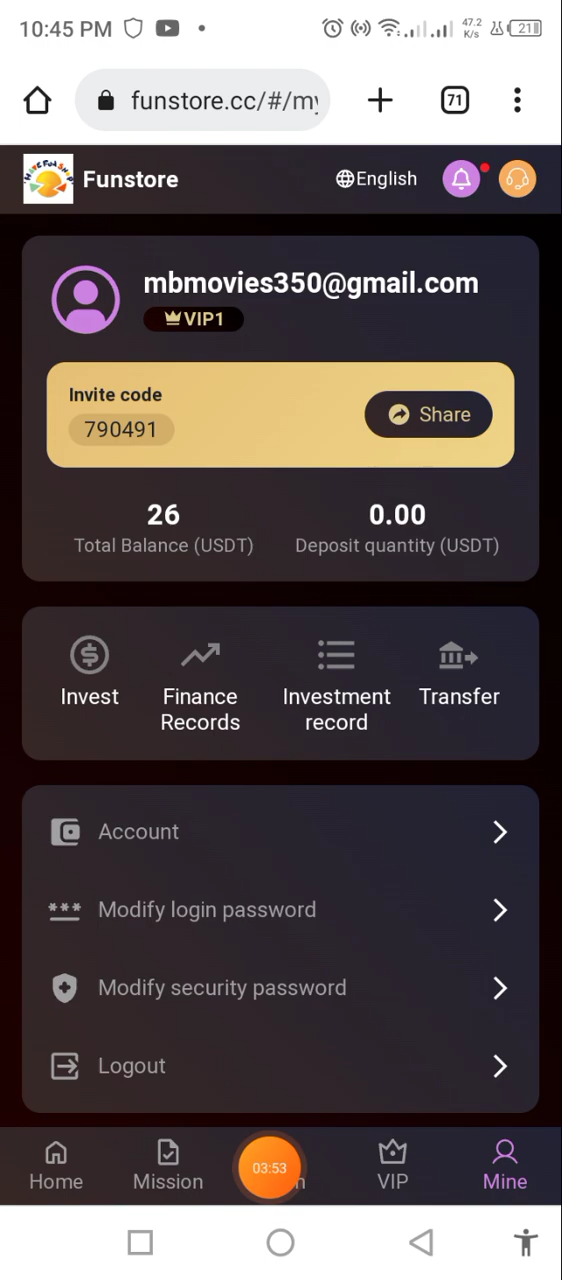 10:45 PM
47.2
K/s
21
funstore.cc/#/my
71
Funstore
English
mbmovies350@gmail.com
VIP1
Invite code
790491
Share
26
0.00
Total Balance (USDT)
Deposit quantity (USDT)
Invest
Finance
Records
Investment
record
Transfer
Account
***
Modify login password
Modify security password
Logout
03:53
Home
Mission
VIP
Mine